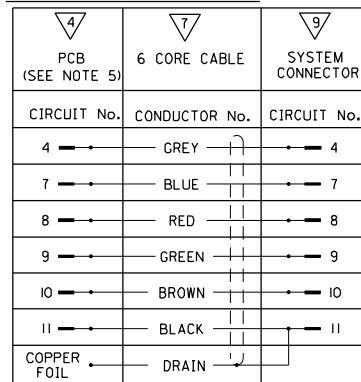 4 7 9
PCB 6 CORE CABLE SYSTEM
(SEE NOTE 5) CONNECTOR
CIRCUIT No. CONDUCTOR No. CIRCUIT No.
4 GREY 4
7 BLUE 7
8 RED 8
9 GREEN 9
10 BROWN 10
11 BLACK 11
COPPER
FOIL DRAIN